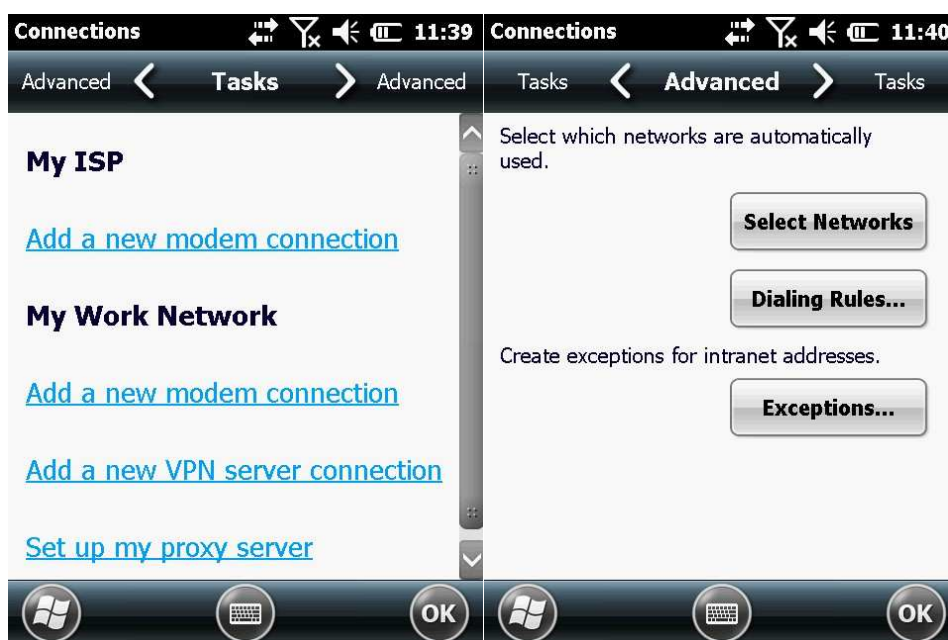 Connections 11:39
Advanced Tasks Advanced
My ISP
Add a new modem connection
My Work Network
Add a new modem connection
Add a new VPN server connection
Set up my proxy server
OK
Connections 11:40
Tasks Advanced Tasks
Select which networks are automatically
used.
Select Networks
Dialing Rules...
Create exceptions for intranet addresses.
Exceptions...
OK